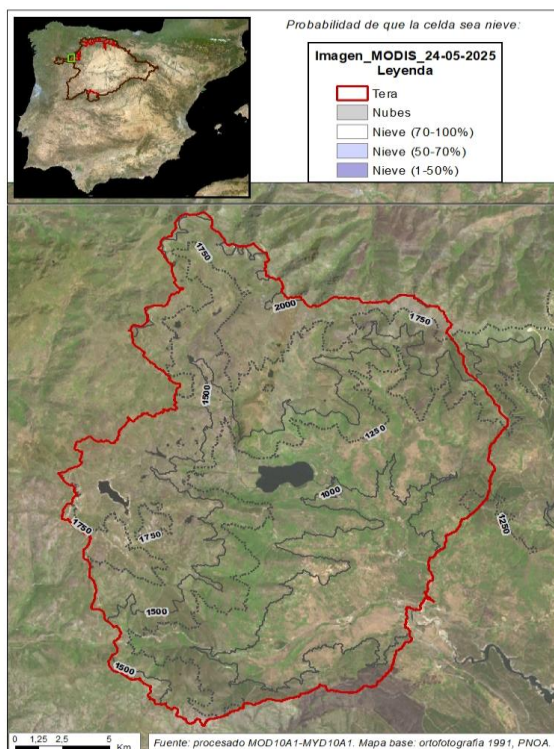 Probabilidad de que la celda sea nieve:
Imagen_MODIS_24-05-2025
Leyenda
Tera
Nubes
Nieve (70-100%)
Nieve (50-70%)
Nieve (1-50%)
1750
2000
1750
1500
1250
1000
1250
1750
1750
1500
1500
0 1,25 2,5 5
Km
Fuente: procesado MOD10A1-MYD10A1. Mapa base: ortofotografía 1991, PNOA